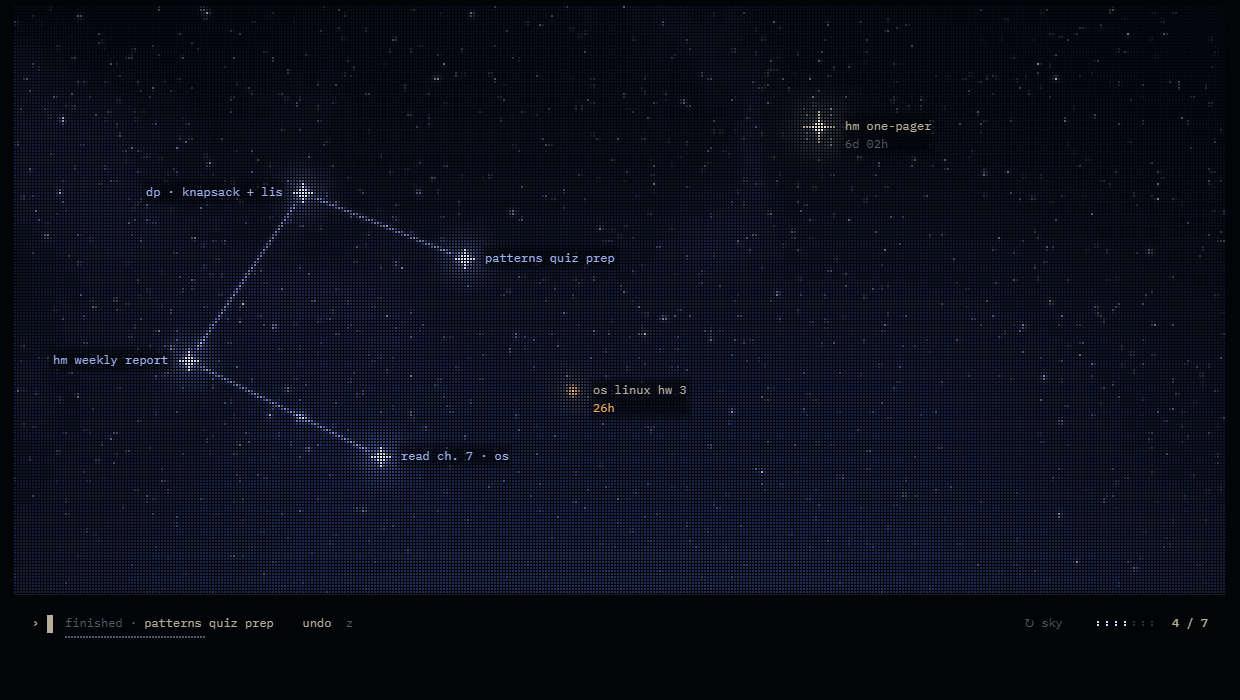 hm one-pager
6d 02h
dp · knapsack + lis
patterns quiz prep
hm weekly report
os linux hw 3
26h
read ch. 7 · os
› finished · patterns quiz prep undo z ↻ sky 4 / 7